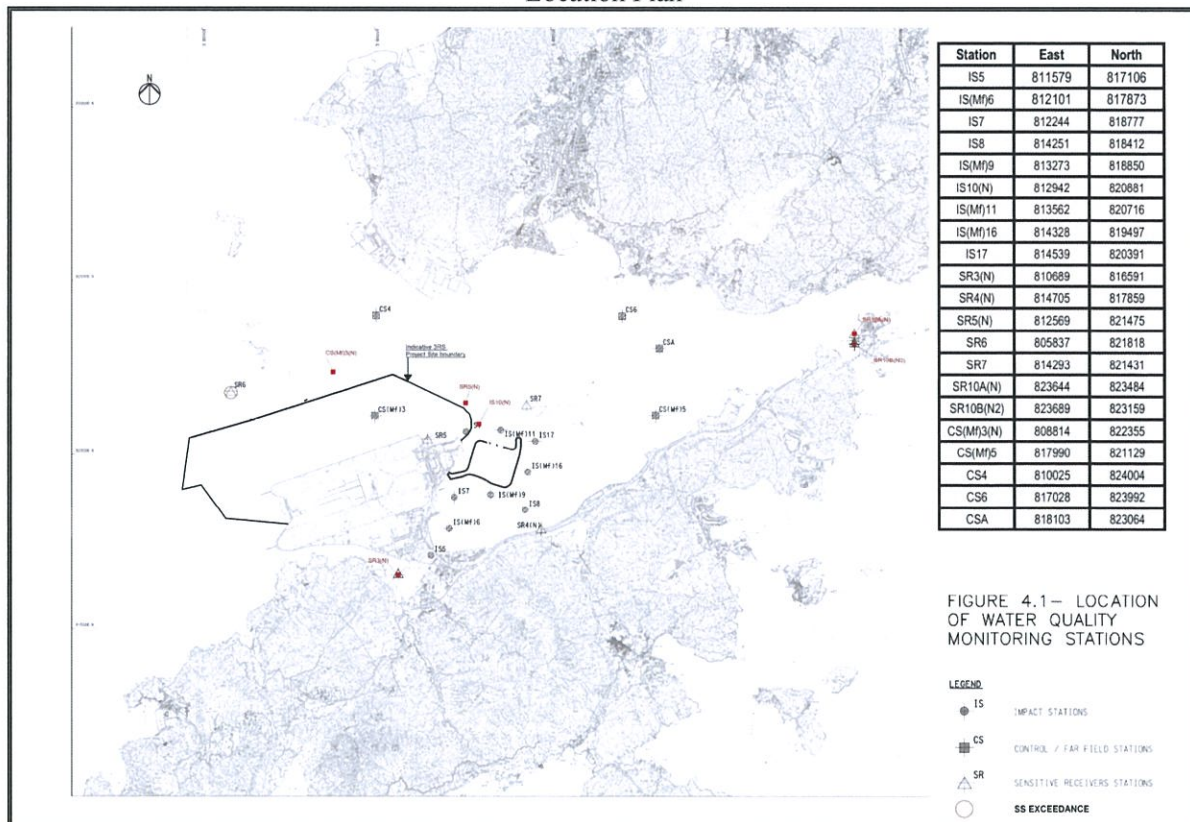 Location Plan
N
Station East North
IS5 811579 817106
IS(Mf)6 812101 817873
IS7 812244 818777
IS8 814251 818412
IS(Mf)9 813273 818850
IS10(N) 812942 820881
IS(Mf)11 813562 820716
IS(Mf)16 814328 819497
IS17 814539 820391
SR3(N) 810689 816591
SR4(N) 814705 817859
SR5(N) 812569 821475
SR6 805837 821818
SR7 814293 821431
SR10A(N) 823644 823484
SR10B(N2) 823689 823159
CS(Mf)3(N) 808814 822355
CS(Mf)5 817990 821129
CS4 810025 824004
CS6 817028 823992
CSA 818103 823064
CS4
CS6
CSA
SR10A(N)
SR10B(N2)
Indicative 3RS
Project Site boundary
CS(Mf)3(N)
SR6
SR5(N)
SR7
IS10(N)
CS(Mf)3
CS(Mf)5
SR5
IS(Mf)11
IS17
IS(Mf)16
IS7
IS(Mf)9
IS8
IS(Mf)6
SR4(N)
IS5
SR3(N)
FIGURE 4.1– LOCATION
OF WATER QUALITY
MONITORING STATIONS
LEGEND
IS IMPACT STATIONS
CS CONTROL / FAR FIELD STATIONS
SR SENSITIVE RECEIVERS STATIONS
SS EXCEEDANCE